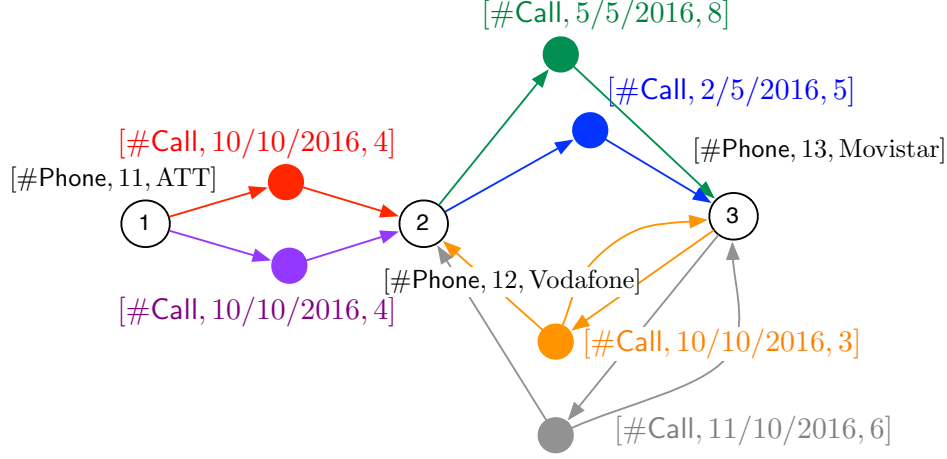 [#Call, 5/5/2016, 8]
[#Call, 2/5/2016, 5]
[#Call, 10/10/2016, 4]
[#Phone, 13, Movistar]
[#Phone, 11, ATT]
1
2
3
[#Phone, 12, Vodafone]
[#Call, 10/10/2016, 4]
[#Call, 10/10/2016, 3]
[#Call, 11/10/2016, 6]